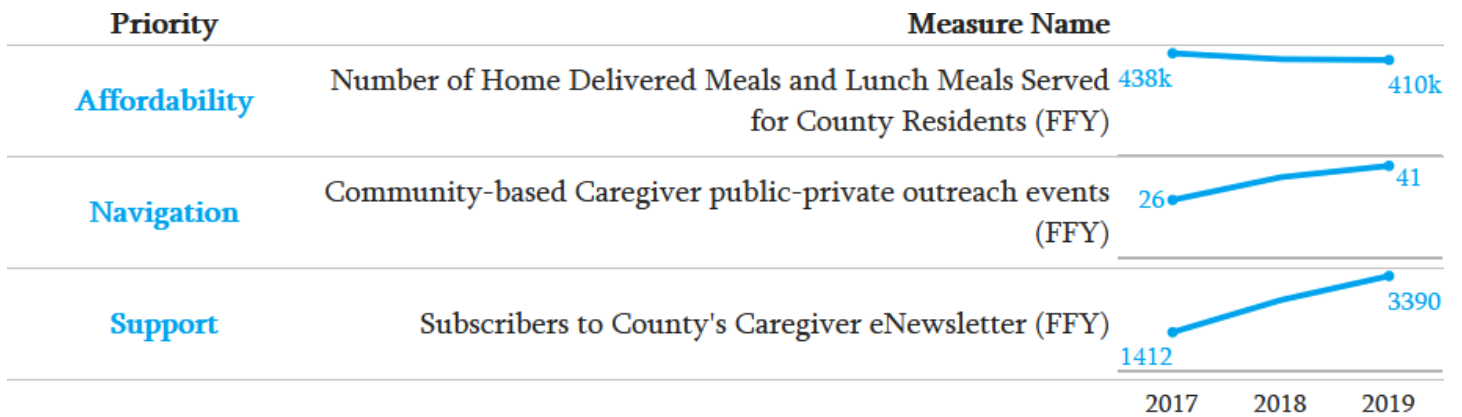 Priority Measure Name
Affordability
Number of Home Delivered Meals and Lunch Meals Served
for County Residents (FFY)
438k
410k
Navigation
Community-based Caregiver public-private outreach events
(FFY)
26
41
Support
Subscribers to County's Caregiver eNewsletter (FFY)
1412
3390
2017 2018 2019